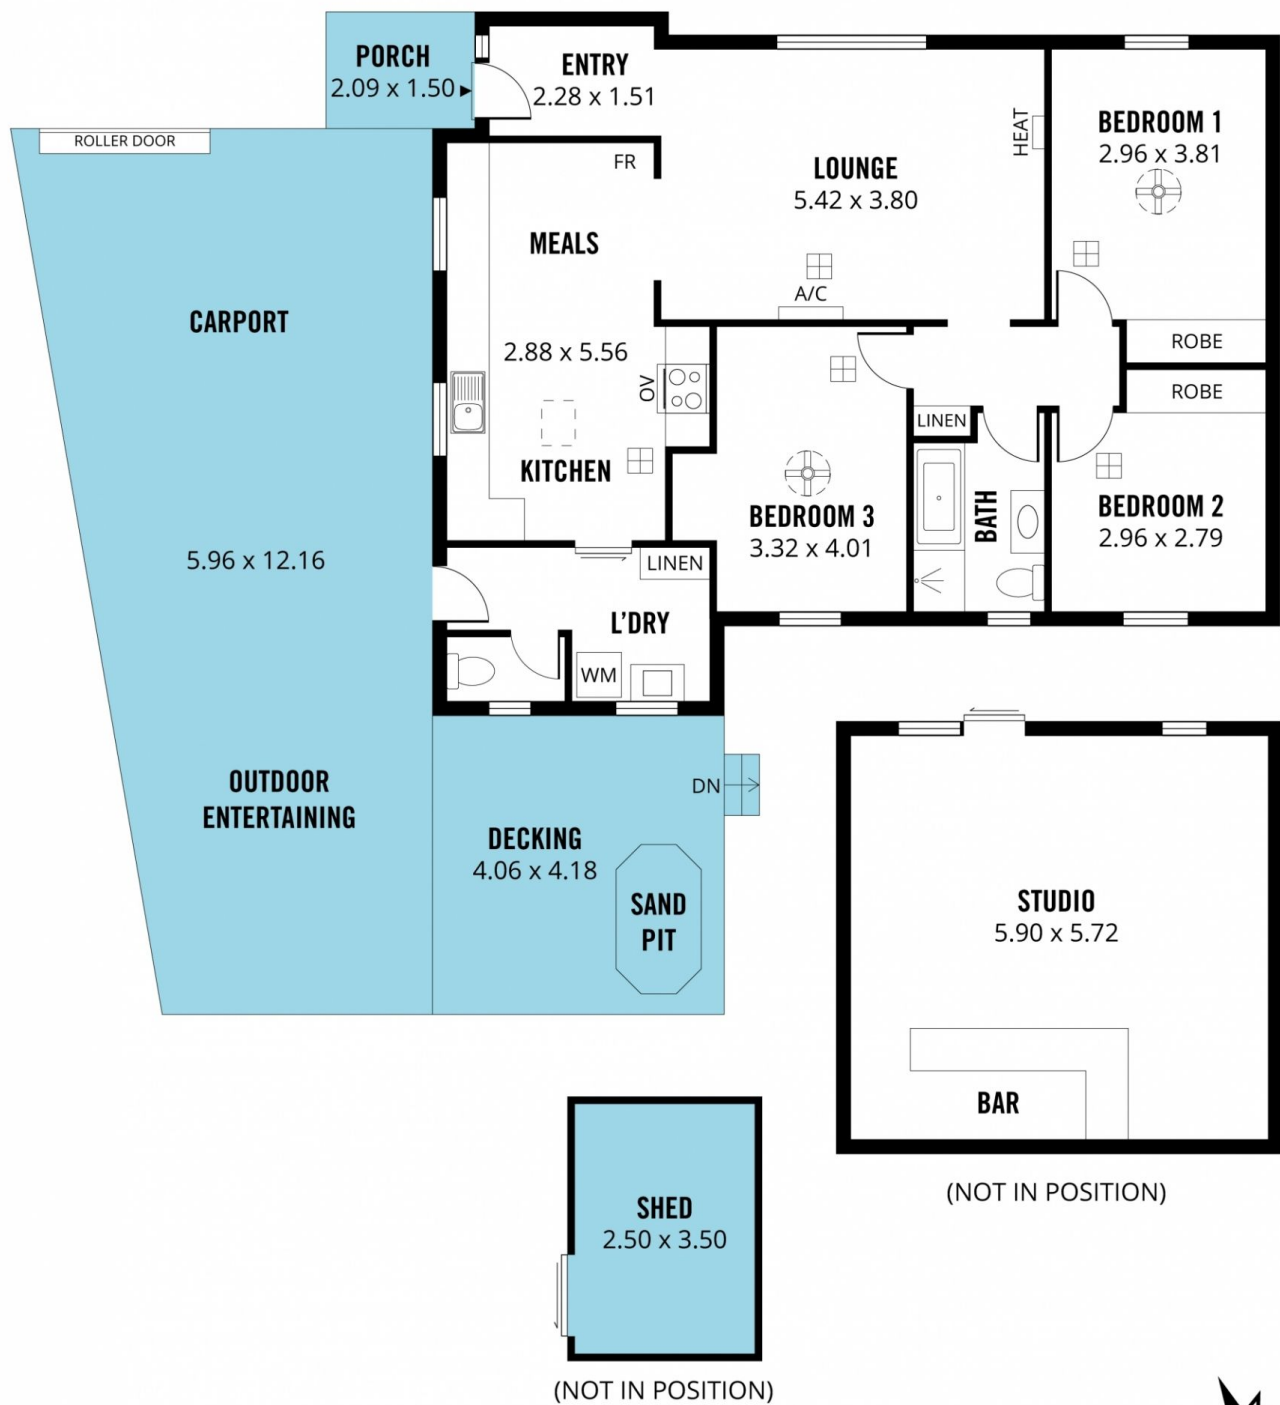 PORCH
2.09 x 1.50
ENTRY
2.28 x 1.51
ROLLER DOOR
FR
HEAT
BEDROOM 1
2.96 x 3.81
LOUNGE
5.42 x 3.80
MEALS
A/C
CARPORT
2.88 x 5.56
OV
ROBE
ROBE
LINEN
KITCHEN
BEDROOM 3
3.32 x 4.01
BATH
BEDROOM 2
2.96 x 2.79
5.96 x 12.16
LINEN
L'DRY
WM
OUTDOOR
ENTERTAINING
DN
DECKING
4.06 x 4.18
SAND
PIT
STUDIO
5.90 x 5.72
BAR
(NOT IN POSITION)
SHED
2.50 x 3.50
(NOT IN POSITION)